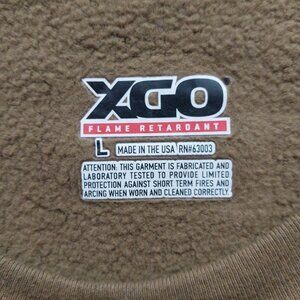 XGO
FLAME RETARDANT
L MADE IN THE USA RN#63003
ATTENTION: THIS GARMENT IS FABRICATED AND
LABORATORY TESTED TO PROVIDE LIMITED
PROTECTION AGAINST SHORT TERM FIRES AND
ARCING WHEN WORN AND CLEANED CORRECTLY.